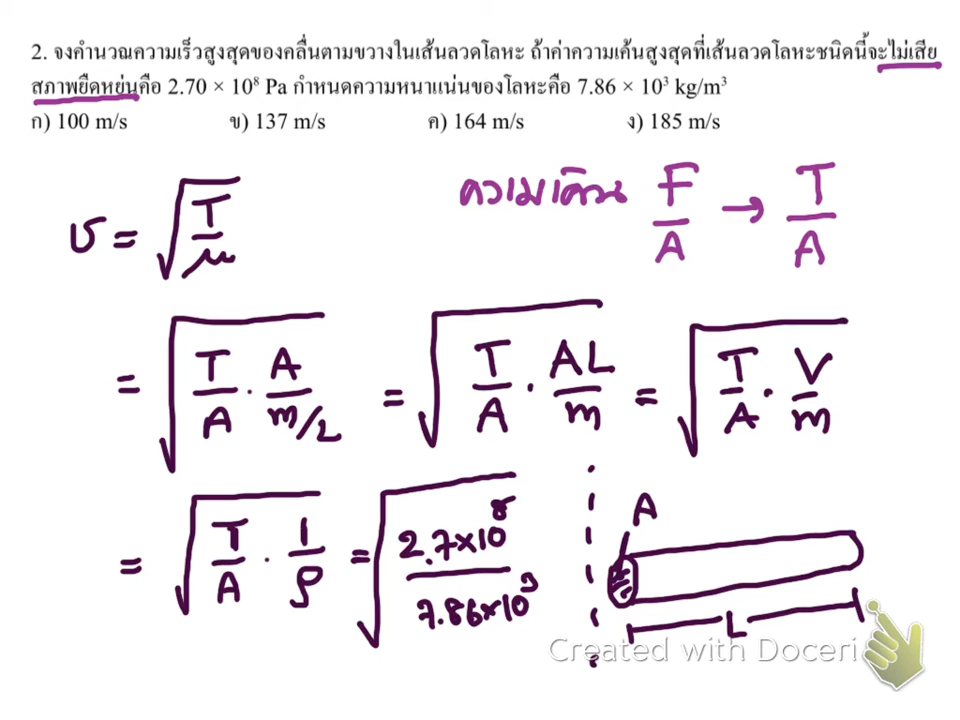 2. จงคำนวณความเร็วสูงสุดของคลื่นตามขวางในเส้นลวดโลหะ ถ้าค่าความเค้นสูงสุดที่เส้นลวดโลหะชนิดนี้จะไม่เสีย
สภาพยืดหยุ่นคือ 2.70 × 10⁸ Pa กำหนดความหนาแน่นของโลหะคือ 7.86 × 10³ kg/m³
ก) 100 m/s ข) 137 m/s ค) 164 m/s ง) 185 m/s
ความเค้น F/A → T/A
v = √(T/μ)
= √(T/A · A/(m/L)) = √(T/A · AL/m) = √(T/A · V/m)
= √(T/A · 1/ρ) = √(2.7×10⁸/7.86×10³)
A
L
Created with Doceri